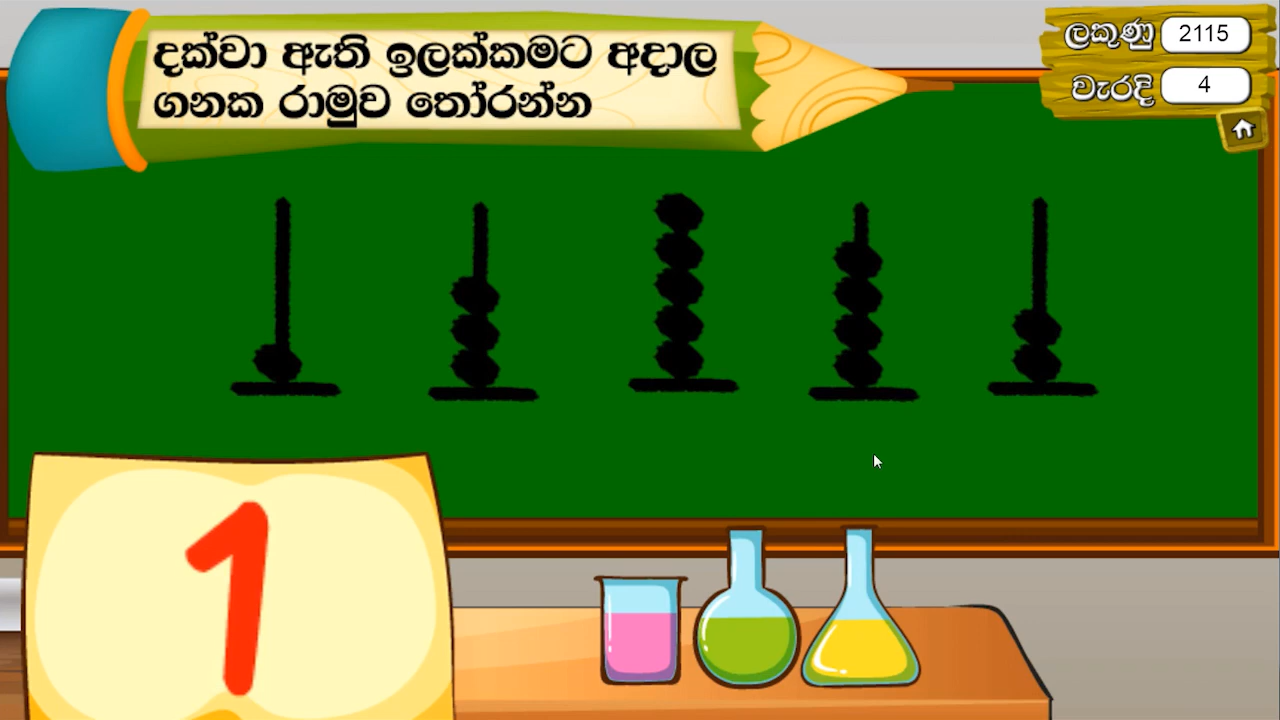 දක්වා ඇති ඉලක්කමට අදාල
ගනක රාමුව තෝරන්න
ලකුණු 2115
වැරදි 4
1